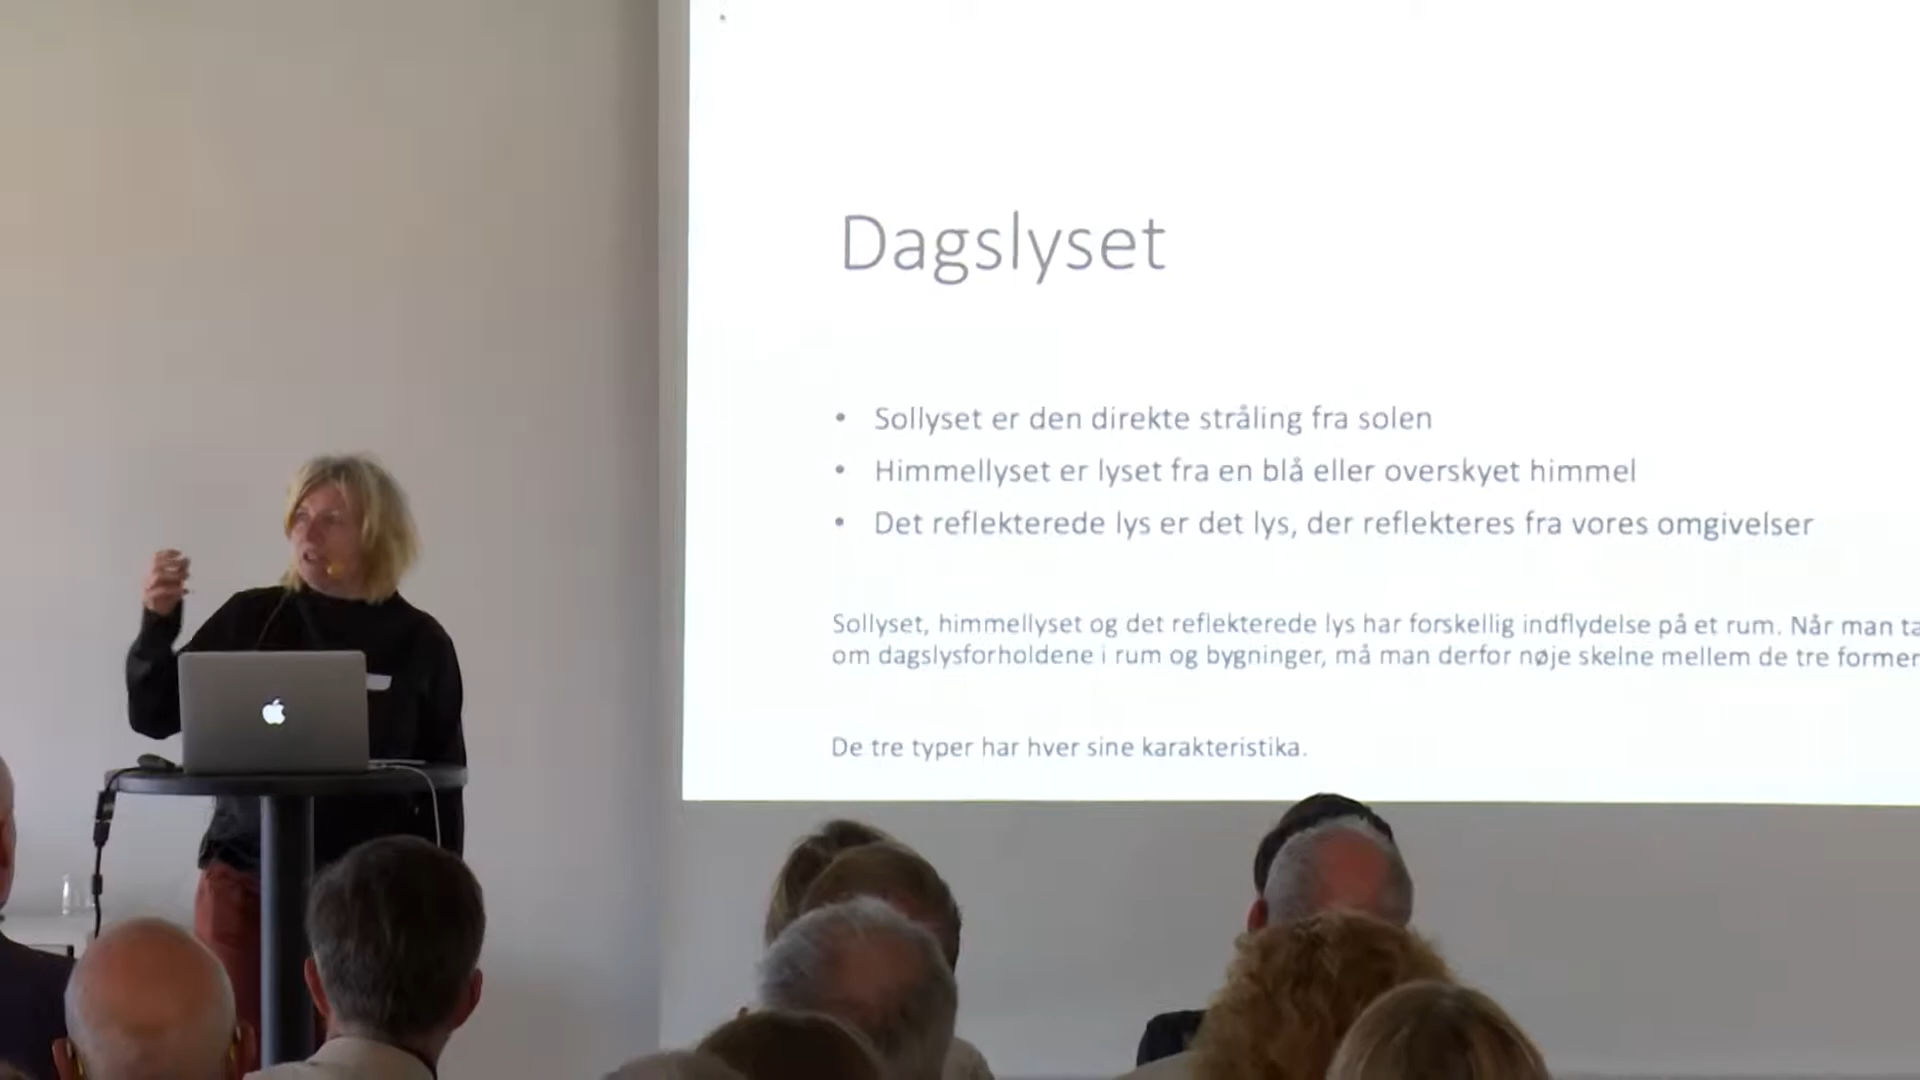 Dagslyset
• Sollyset er den direkte stråling fra solen
• Himmellyset er lyset fra en blå eller overskyet himmel
• Det reflekterede lys er det lys, der reflekteres fra vores omgivelser
Sollyset, himmellyset og det reflekterede lys har forskellig indflydelse på et rum. Når man
om dagslysforholdene i rum og bygninger, må man derfor nøje skelne mellem de tre former
De tre typer har hver sine karakteristika.